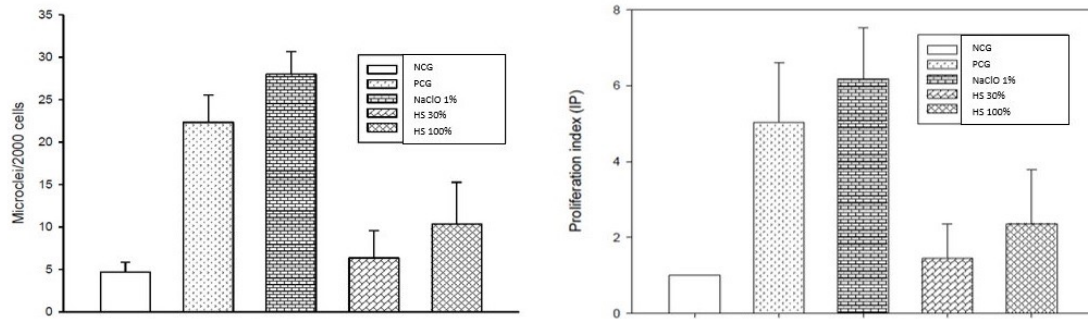 35
30
25
20
15
10
5
0
Microclei/2000 cells
NCG
PCG
NaClO 1%
HS 30%
HS 100%
8
6
4
2
0
Proliferation index (IP)
NCG
PCG
NaClO 1%
HS 30%
HS 100%